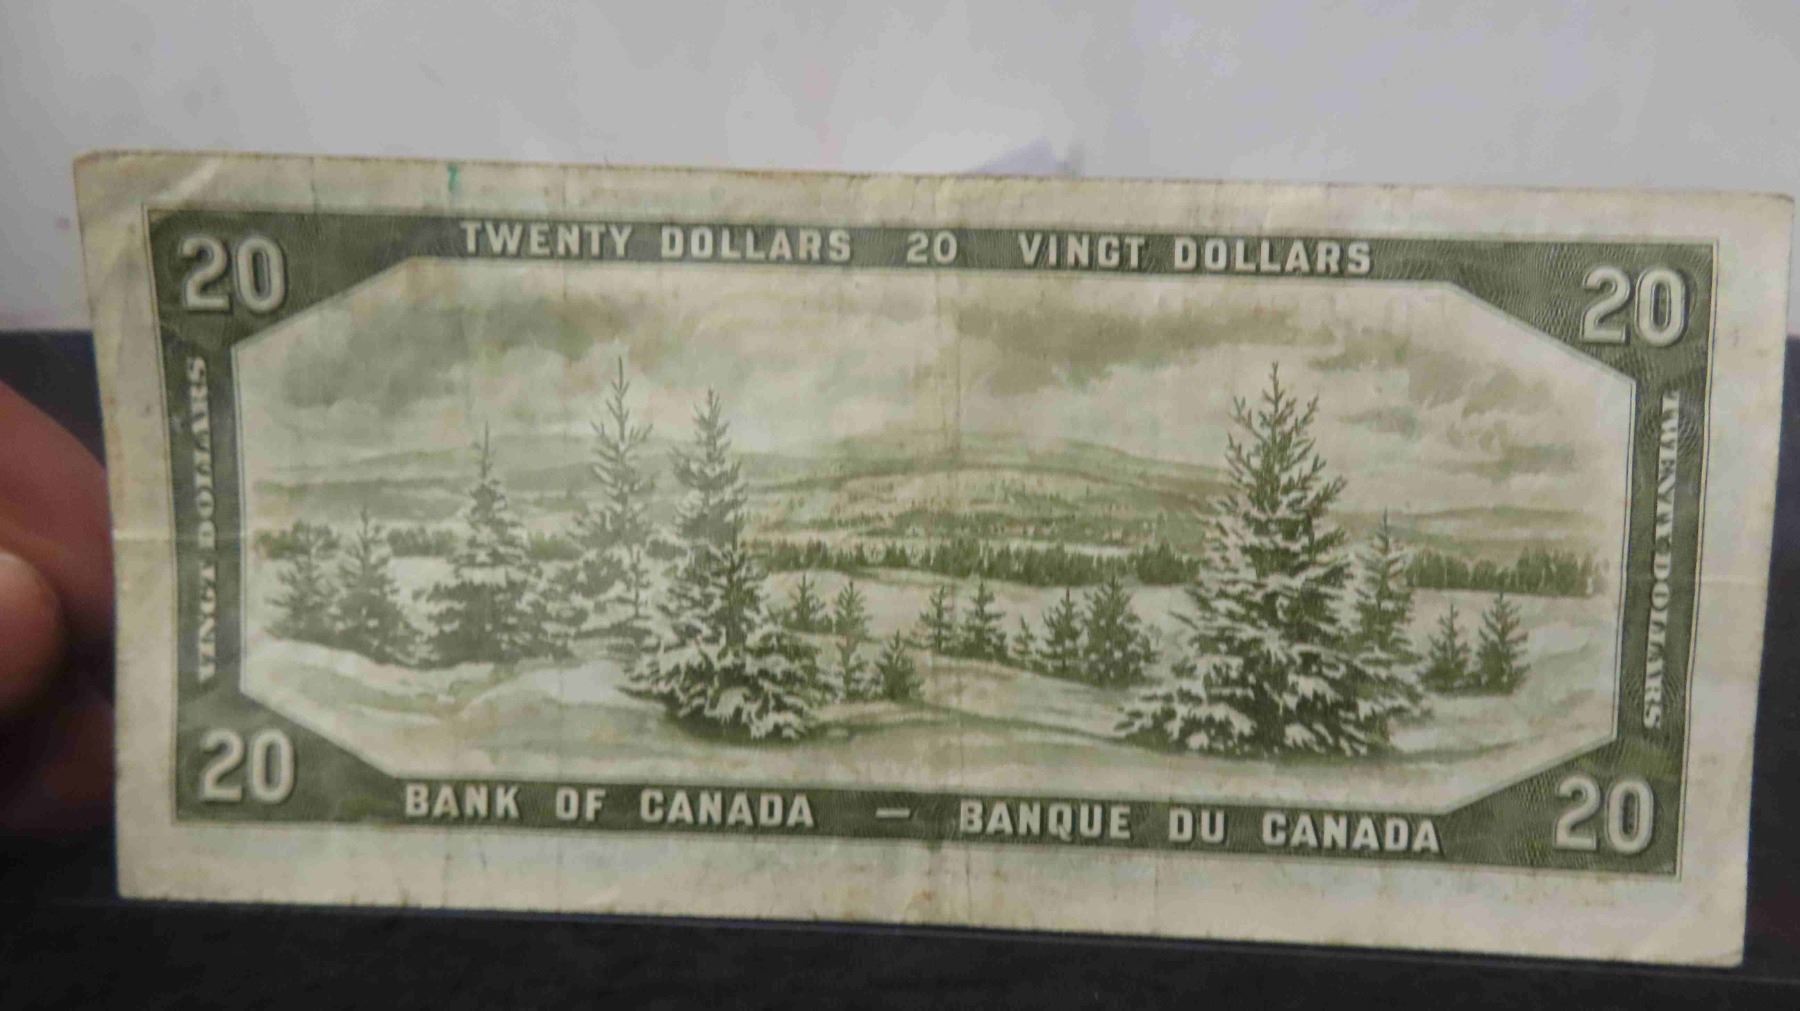 TWENTY DOLLARS 20 VINGT DOLLARS
20
20
VINGT DOLLARS
TWENTY DOLLARS
20
20
BANK OF CANADA — BANQUE DU CANADA